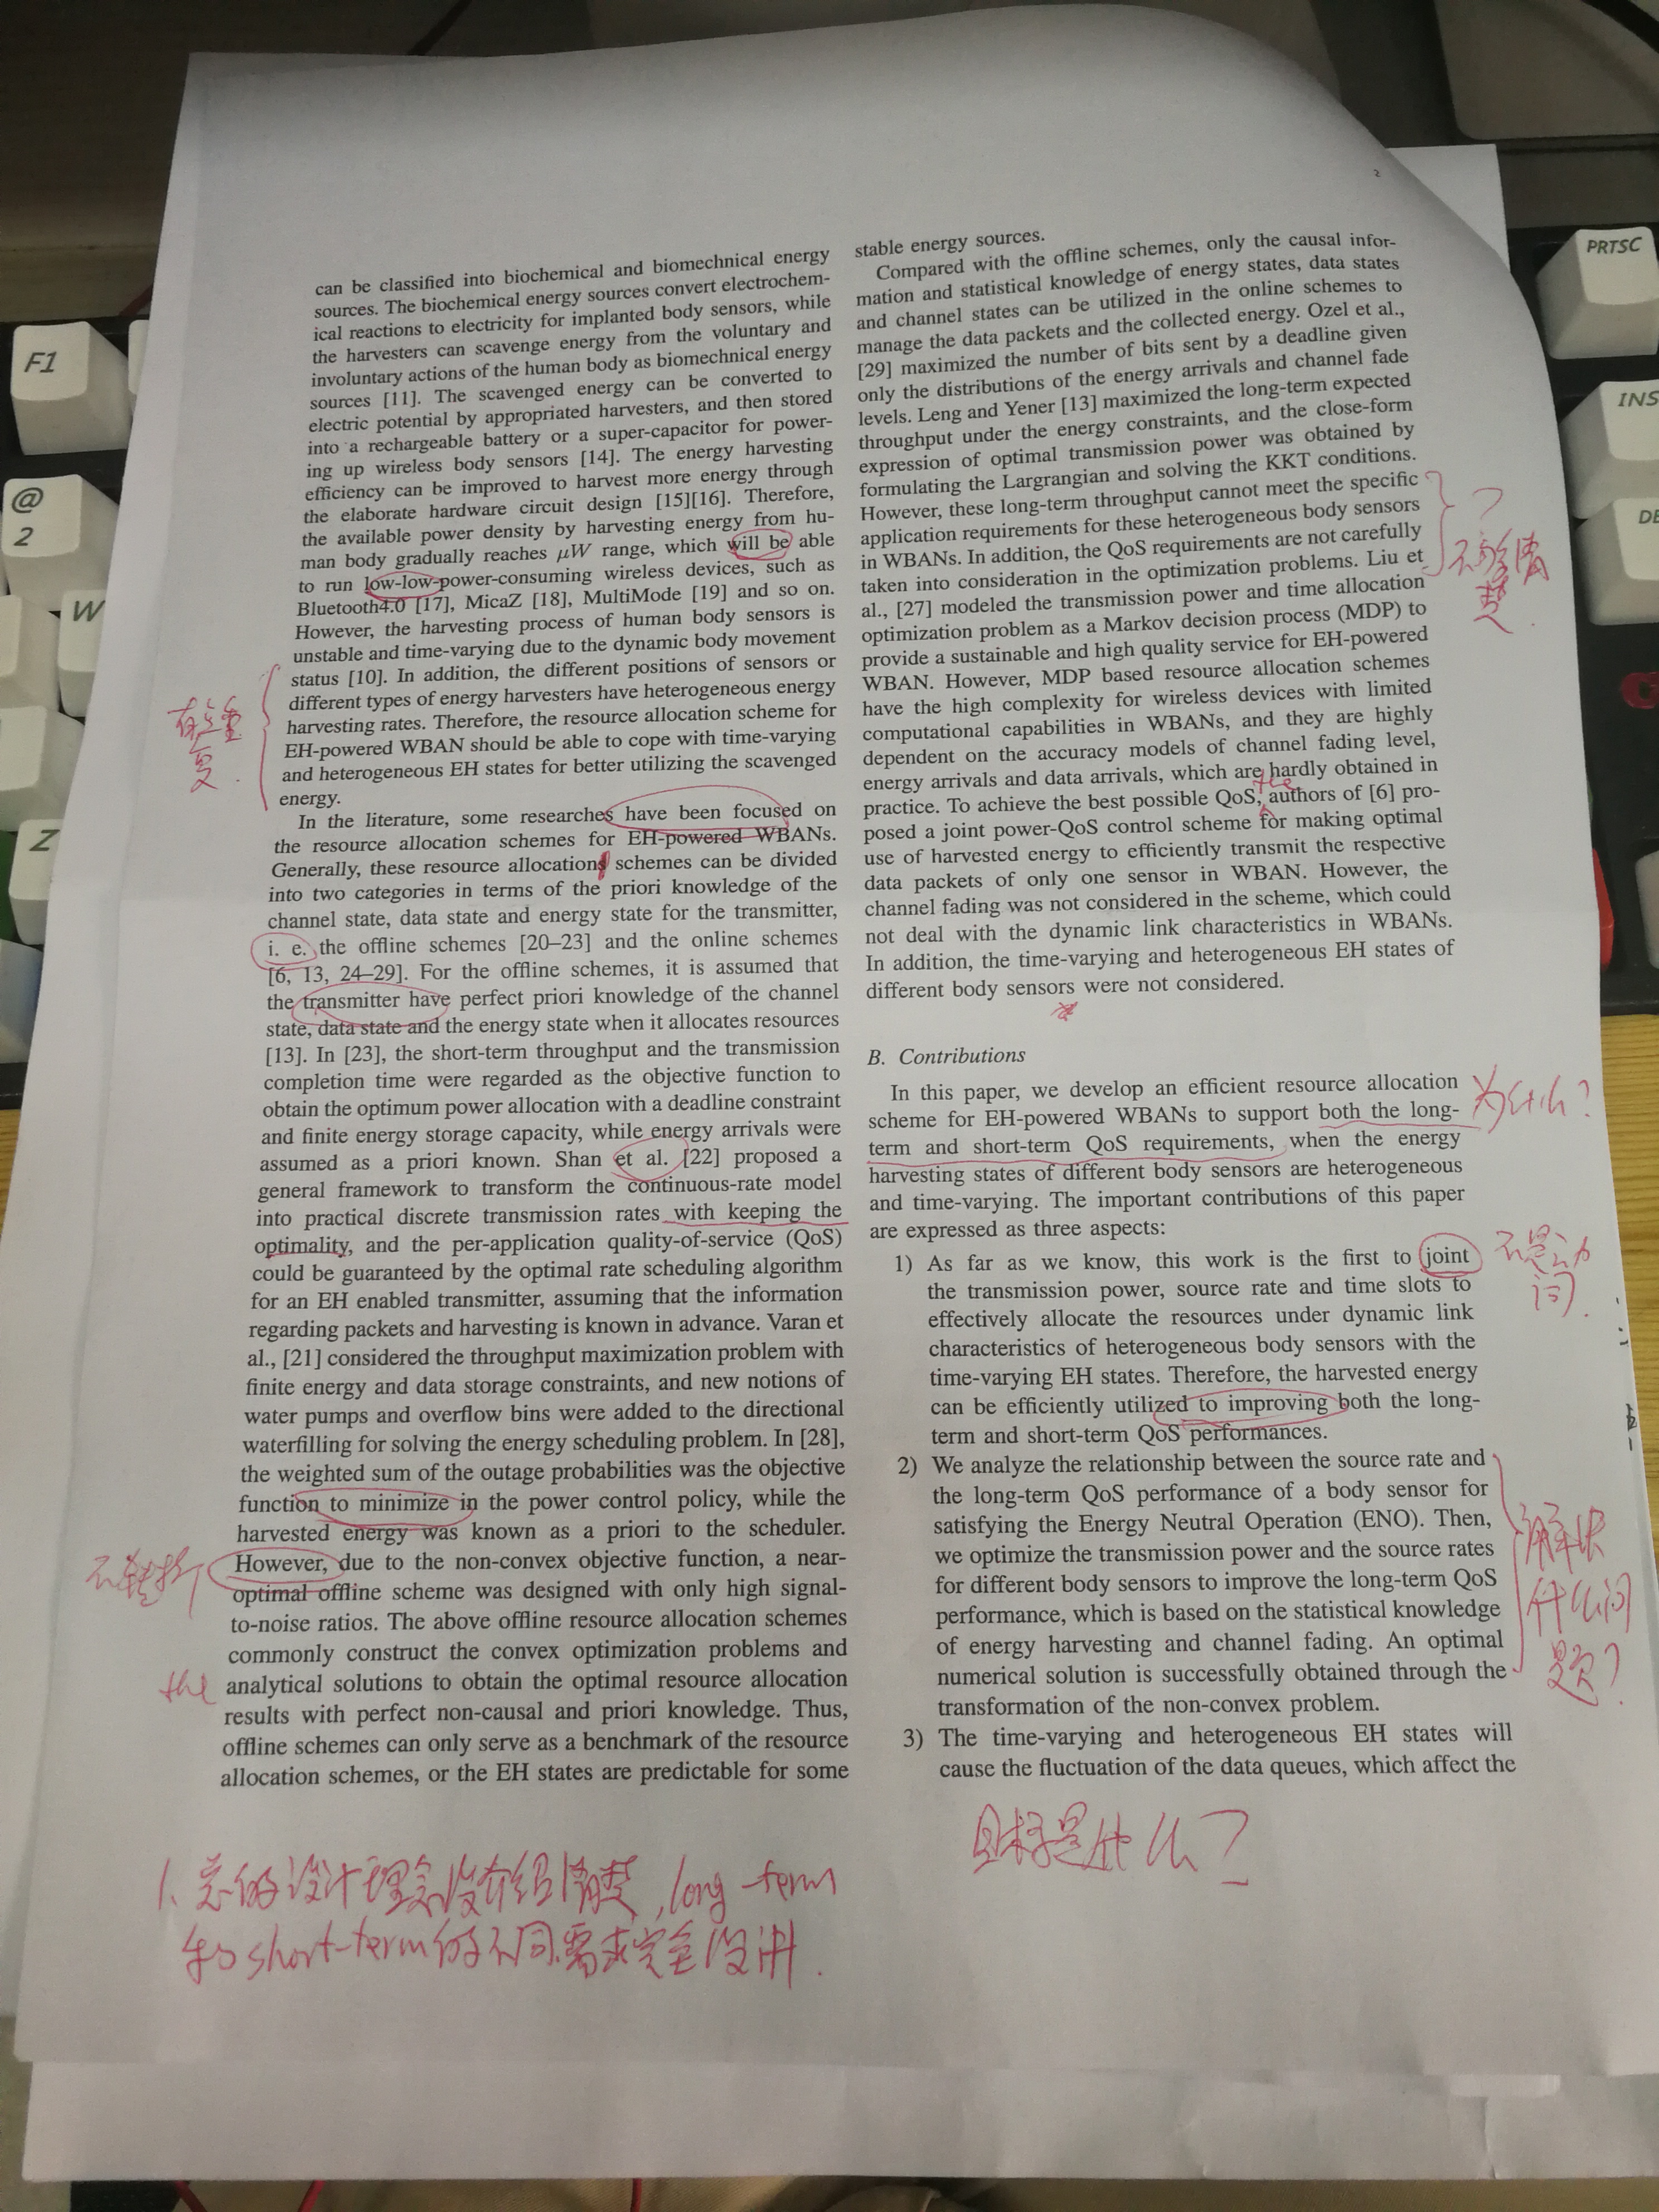 2
can be classified into biochemical and biomechnical energy
sources. The biochemical energy sources convert electrochem-
ical reactions to electricity for implanted body sensors, while
the harvesters can scavenge energy from the voluntary and
involuntary actions of the human body as biomechnical energy
sources [11]. The scavenged energy can be converted to
electric potential by appropriated harvesters, and then stored
into a rechargeable battery or a super-capacitor for power-
ing up wireless body sensors [14]. The energy harvesting
efficiency can be improved to harvest more energy through
the elaborate hardware circuit design [15][16]. Therefore,
the available power density by harvesting energy from hu-
man body gradually reaches μW range, which will be able
to run low-low-power-consuming wireless devices, such as
Bluetooth4.0 [17], MicaZ [18], MultiMode [19] and so on.
However, the harvesting process of human body sensors is
unstable and time-varying due to the dynamic body movement
status [10]. In addition, the different positions of sensors or
different types of energy harvesters have heterogeneous energy
harvesting rates. Therefore, the resource allocation scheme for
EH-powered WBAN should be able to cope with time-varying
and heterogeneous EH states for better utilizing the scavenged
energy.
有些重
复.
In the literature, some researches have been focused on
the resource allocation schemes for EH-powered WBANs.
Generally, these resource allocations schemes can be divided
into two categories in terms of the priori knowledge of the
channel state, data state and energy state for the transmitter,
i. e. the offline schemes [20–23] and the online schemes
[6, 13, 24–29]. For the offline schemes, it is assumed that
the transmitter have perfect priori knowledge of the channel
state, data state and the energy state when it allocates resources
[13]. In [23], the short-term throughput and the transmission
completion time were regarded as the objective function to
obtain the optimum power allocation with a deadline constraint
and finite energy storage capacity, while energy arrivals were
assumed as a priori known. Shan et al. [22] proposed a
general framework to transform the continuous-rate model
into practical discrete transmission rates with keeping the
optimality, and the per-application quality-of-service (QoS)
could be guaranteed by the optimal rate scheduling algorithm
for an EH enabled transmitter, assuming that the information
regarding packets and harvesting is known in advance. Varan et
al., [21] considered the throughput maximization problem with
finite energy and data storage constraints, and new notions of
water pumps and overflow bins were added to the directional
waterfilling for solving the energy scheduling problem. In [28],
the weighted sum of the outage probabilities was the objective
function to minimize in the power control policy, while the
harvested energy was known as a priori to the scheduler.
However, due to the non-convex objective function, a near-
不转折
optimal offline scheme was designed with only high signal-
to-noise ratios. The above offline resource allocation schemes
commonly construct the convex optimization problems and
the
analytical solutions to obtain the optimal resource allocation
results with perfect non-causal and priori knowledge. Thus,
offline schemes can only serve as a benchmark of the resource
allocation schemes, or the EH states are predictable for some
stable energy sources.
Compared with the offline schemes, only the causal infor-
mation and statistical knowledge of energy states, data states
and channel states can be utilized in the online schemes to
manage the data packets and the collected energy. Ozel et al.,
[29] maximized the number of bits sent by a deadline given
only the distributions of the energy arrivals and channel fade
levels. Leng and Yener [13] maximized the long-term expected
throughput under the energy constraints, and the close-form
expression of optimal transmission power was obtained by
formulating the Largrangian and solving the KKT conditions.
However, these long-term throughput cannot meet the specific
application requirements for these heterogeneous body sensors
in WBANs. In addition, the QoS requirements are not carefully
taken into consideration in the optimization problems. Liu et
?
不够清
楚.
al., [27] modeled the transmission power and time allocation
optimization problem as a Markov decision process (MDP) to
provide a sustainable and high quality service for EH-powered
WBAN. However, MDP based resource allocation schemes
have the high complexity for wireless devices with limited
computational capabilities in WBANs, and they are highly
dependent on the accuracy models of channel fading level,
energy arrivals and data arrivals, which are hardly obtained in
the
practice. To achieve the best possible QoS, authors of [6] pro-
posed a joint power-QoS control scheme for making optimal
use of harvested energy to efficiently transmit the respective
data packets of only one sensor in WBAN. However, the
channel fading was not considered in the scheme, which could
not deal with the dynamic link characteristics in WBANs.
In addition, the time-varying and heterogeneous EH states of
different body sensors were not considered.
B. Contributions
In this paper, we develop an efficient resource allocation
scheme for EH-powered WBANs to support both the long-
为什么?
term and short-term QoS requirements, when the energy
harvesting states of different body sensors are heterogeneous
and time-varying. The important contributions of this paper
are expressed as three aspects:
1) As far as we know, this work is the first to joint
不是动
词.
the transmission power, source rate and time slots to
effectively allocate the resources under dynamic link
characteristics of heterogeneous body sensors with the
time-varying EH states. Therefore, the harvested energy
can be efficiently utilized to improving both the long-
term and short-term QoS performances.
2) We analyze the relationship between the source rate and
the long-term QoS performance of a body sensor for
satisfying the Energy Neutral Operation (ENO). Then,
we optimize the transmission power and the source rates
for different body sensors to improve the long-term QoS
performance, which is based on the statistical knowledge
of energy harvesting and channel fading. An optimal
numerical solution is successfully obtained through the
transformation of the non-convex problem.
解决
什么问
题?
3) The time-varying and heterogeneous EH states will
cause the fluctuation of the data queues, which affect the
目标是什么?
1. 总的设计理念没介绍清楚, long-term
和short-term的不同需求完全没讲.
F1
@
2
W
Z
PRTSC
INS